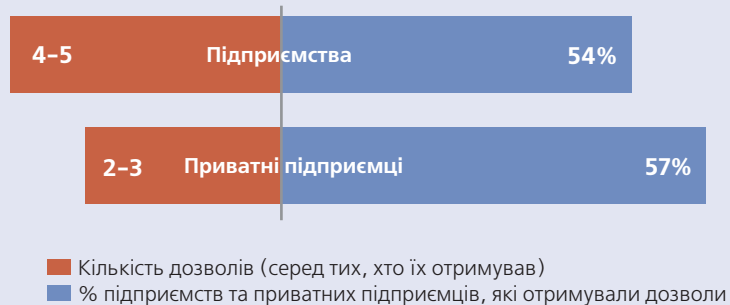 4–5 Підприємства 54%
2–3 Приватні підприємці 57%
Кількість дозволів (серед тих, хто їх отримував)
% підприємств та приватних підприємців, які отримували дозволи